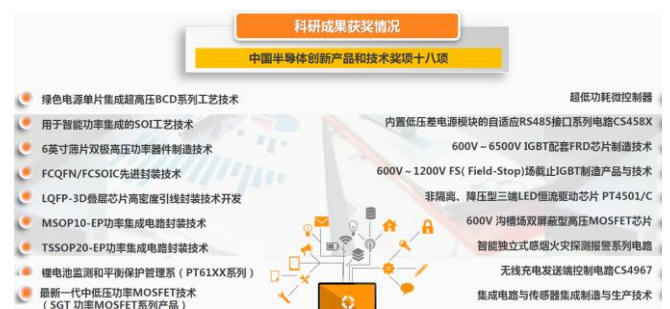 科研成果获奖情况
中国半导体创新产品和技术奖项十八项
绿色电源单片集成超高压BCD系列工艺技术
用于智能功率集成的SOI工艺技术
6英寸薄片双极高压功率器件制造技术
FCQFN/FCSOIC先进封装技术
LQFP-3D叠层芯片高密度引线封装技术开发
MSOP10-EP功率集成电路封装技术
TSSOP20-EP功率集成电路封装技术
锂电池监测和平衡保护管理系（PT61XX系列）
最新一代中低压功率MOSFET技术
（SGT 功率MOSFET系列产品）
超低功耗微控制器
内置低压差电源模块的自适应RS485接口系列电路CS458X
600V～6500V IGBT配套FRD芯片制造技术
600V～1200V FS( Field-Stop)场截止IGBT制造产品与技术
非隔离、降压型三端LED恒流驱动芯片 PT4501/C
600V 沟槽场双屏蔽型高压MOSFET芯片
智能独立式感烟火灾探测报警系列电路
无线充电发送端控制电路CS4967
集成电路与传感器集成制造与生产技术